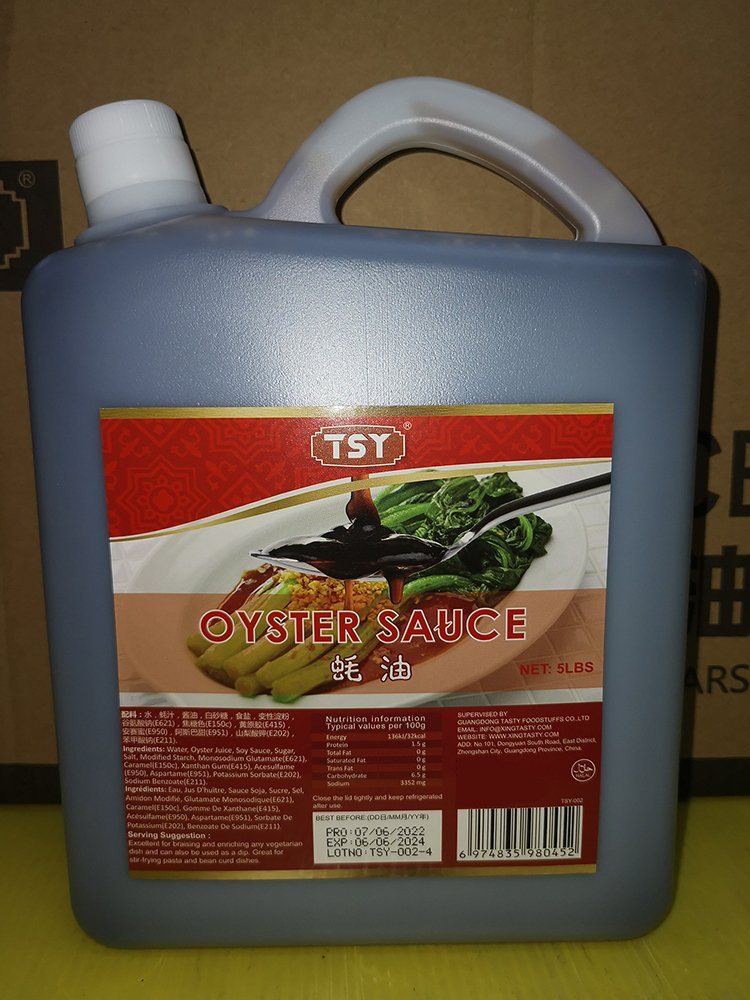 ®
TSY®
OYSTER SAUCE
蚝油
NET: 5LBS
配料：水，蚝汁，酱油，白砂糖，食盐，变性淀粉，
谷氨酸钠(E621)，焦糖色(E150c)，黄原胶(E415)，
安赛蜜(E950)，阿斯巴甜(E951)，山梨酸钾(E202)，
苯甲酸钠(E211)。
Ingredients: Water, Oyster Juice, Soy Sauce, Sugar,
Salt, Modified Starch, Monosodium Glutamate(E621),
Caramel(E150c), Xanthan Gum(E415), Acesulfame
(E950), Aspartame(E951), Potassium Sorbate(E202),
Sodium Benzoate(E211).
Ingrédients: Eau, Jus D'huitre, Sauce Soja, Sucre, Sel,
Amidon Modifié, Glutamate Monosodique(E621),
Caramel(E150c), Gomme De Xanthame(E415),
Acésulfame(E950), Aspartame(E951), Sorbate De
Potassium(E202), Benzoate De Sodium(E211).
Serving Suggestion :
Excellent for braising and enriching any vegetarian
dish and can also be used as a dip. Great for
stir-frying pasta and bean curd dishes.
Nutrition information
Typical values per 100g
Energy 136kJ/32kcal
Protein 1.5 g
Total Fat 0 g
Saturated Fat 0 g
Trans Fat 0 g
Carbohydrate 6.5 g
Sodium 3352 mg
Close the lid tightly and keep refrigerated
after use.
BEST BEFORE:(DD日/MM月/YY年)
PRO:07/06/2022
EXP:06/06/2024
LOTNO:TSY-002-4
SUPERVISED BY
GUANGDONG TASTY FOODSTUFFS CO.,LTD
EMAIL: INFO@XINGTASTY.COM
WEBSITE: WWW.XINGTASTY.COM
ADD: No 101, Dongyuan South Road, East District,
Zhongshan City, Guangdong Province, China.
HALAL
TSY-002
6 974835 980452
CE
油
ARS